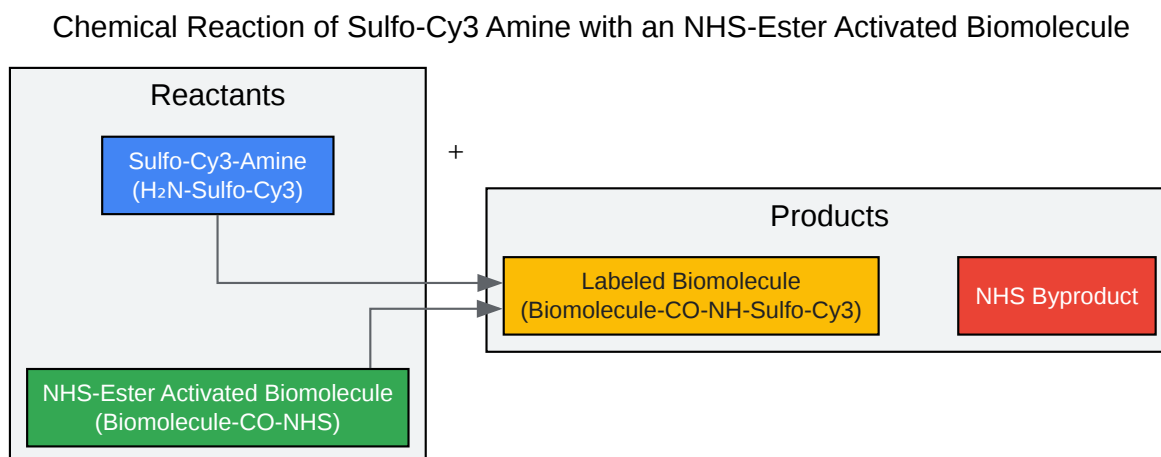 Chemical Reaction of Sulfo-Cy3 Amine with an NHS-Ester Activated Biomolecule
Reactants
Sulfo-Cy3-Amine
(H₂N-Sulfo-Cy3)
+
NHS-Ester Activated Biomolecule
(Biomolecule-CO-NHS)
Products
Labeled Biomolecule
(Biomolecule-CO-NH-Sulfo-Cy3)
NHS Byproduct